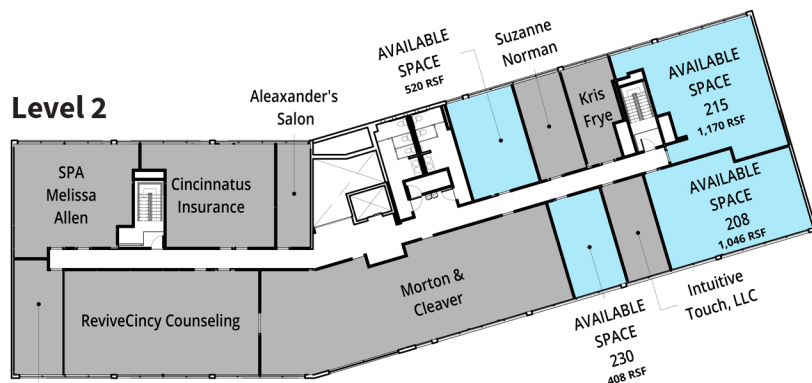 Level 2
AVAILABLE
SPACE
520 RSF
Suzanne
Norman
Kris
Frye
AVAILABLE
SPACE
215
1,170 RSF
Aleaxander's
Salon
SPA
Melissa
Allen
Cincinnatus
Insurance
AVAILABLE
SPACE
208
1,046 RSF
Morton &
Cleaver
ReviveCincy Counseling
Intuitive
Touch, LLC
AVAILABLE
SPACE
230
408 RSF